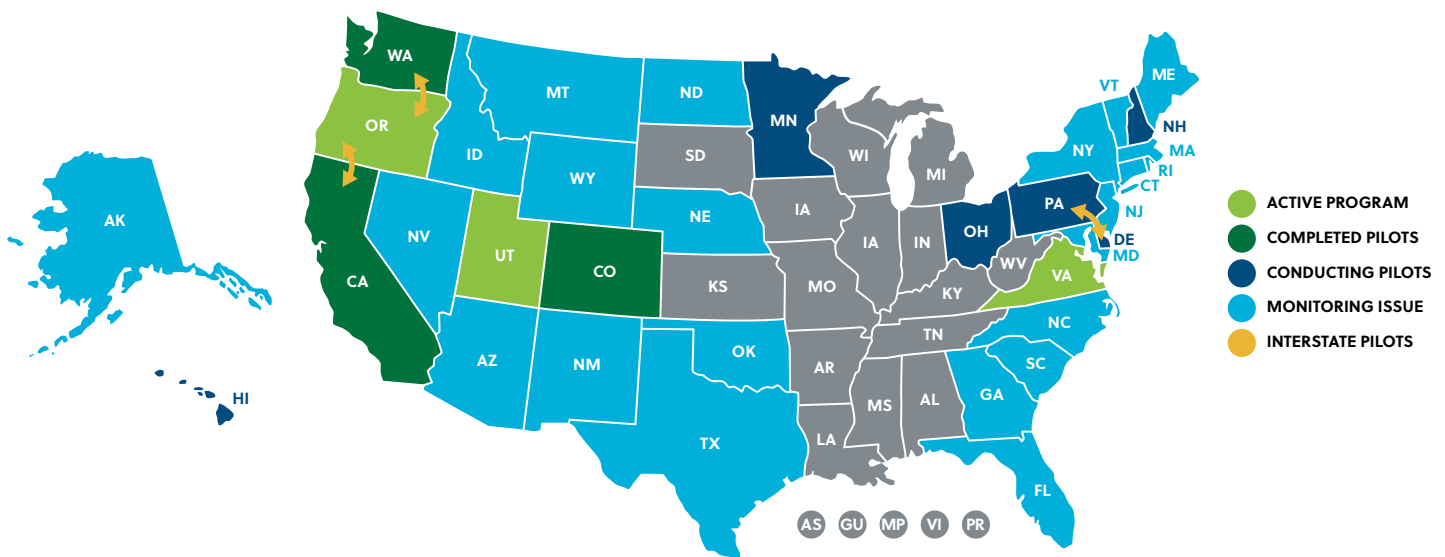 WA
MT
ND
MN
OR
ID
SD
WI
MI
WY
VT
ME
NH
NY
MA
RI
CT
AK
NV
UT
NE
IA
IA
IN
OH
PA
NJ
DE
MD
CO
KS
MO
WV
VA
KY
CA
AZ
NM
OK
AR
TN
NC
SC
HI
TX
LA
MS
AL
GA
FL
AS GU MP VI PR
ACTIVE PROGRAM
COMPLETED PILOTS
CONDUCTING PILOTS
MONITORING ISSUE
INTERSTATE PILOTS